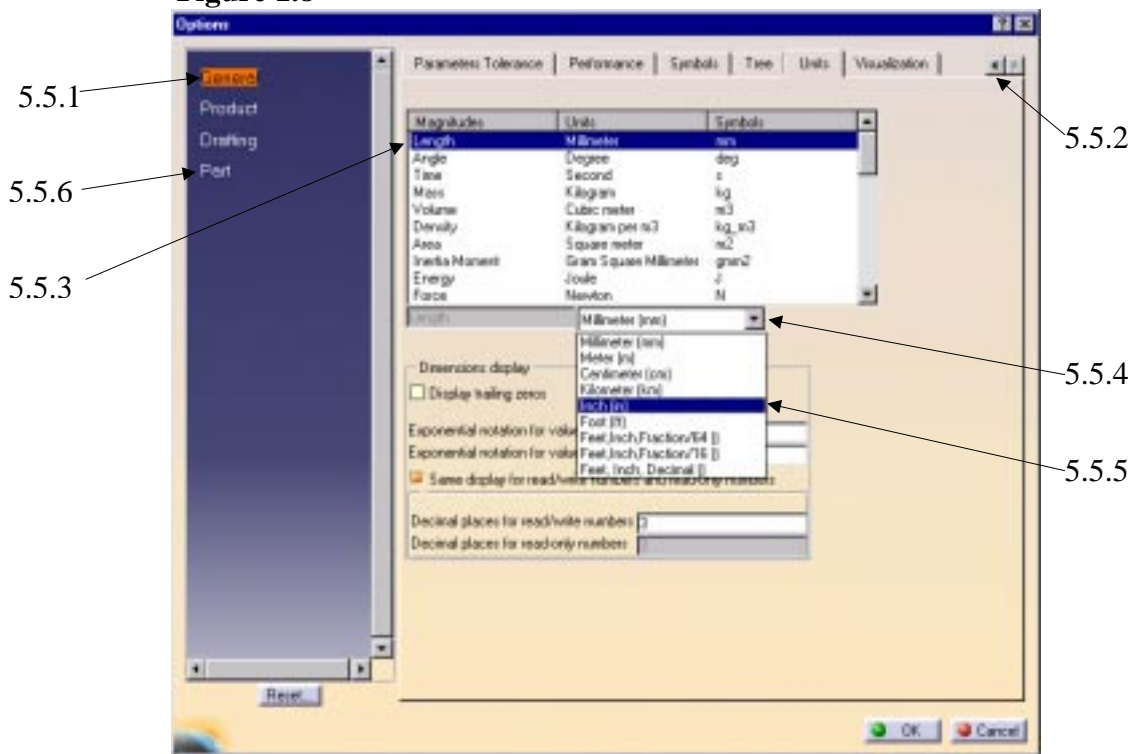 Options
General
Product
Drafting
Part
Parameters Tolerance Performance Symbols Tree Units Visualization
Magnitudes Units Symbols
Length Millimeter mm
Angle Degree deg
Time Second s
Mass Kilogram kg
Volume Cubic meter m3
Density Kilogram per m3 kg_m3
Area Square meter m2
Inertia Moment Gram Square Millimeter gmm2
Energy Joule J
Force Newton N
Length Millimeter (mm)
Millimeter (mm)
Meter (m)
Centimeter (cm)
Kilometer (km)
Inch (in)
Foot (ft)
Feet,Inch,Fraction/64 ()
Feet,Inch,Fraction/16 ()
Feet, Inch, Decimal ()
Dimensions display
Display trailing zeros
Exponential notation for
Exponential notation for
Same display for read/write numbers and read-only numbers
Decimal places for read/write numbers 3
Decimal places for read-only numbers
Reset...
OK Cancel
5.5.1
5.5.2
5.5.6
5.5.3
5.5.4
5.5.5